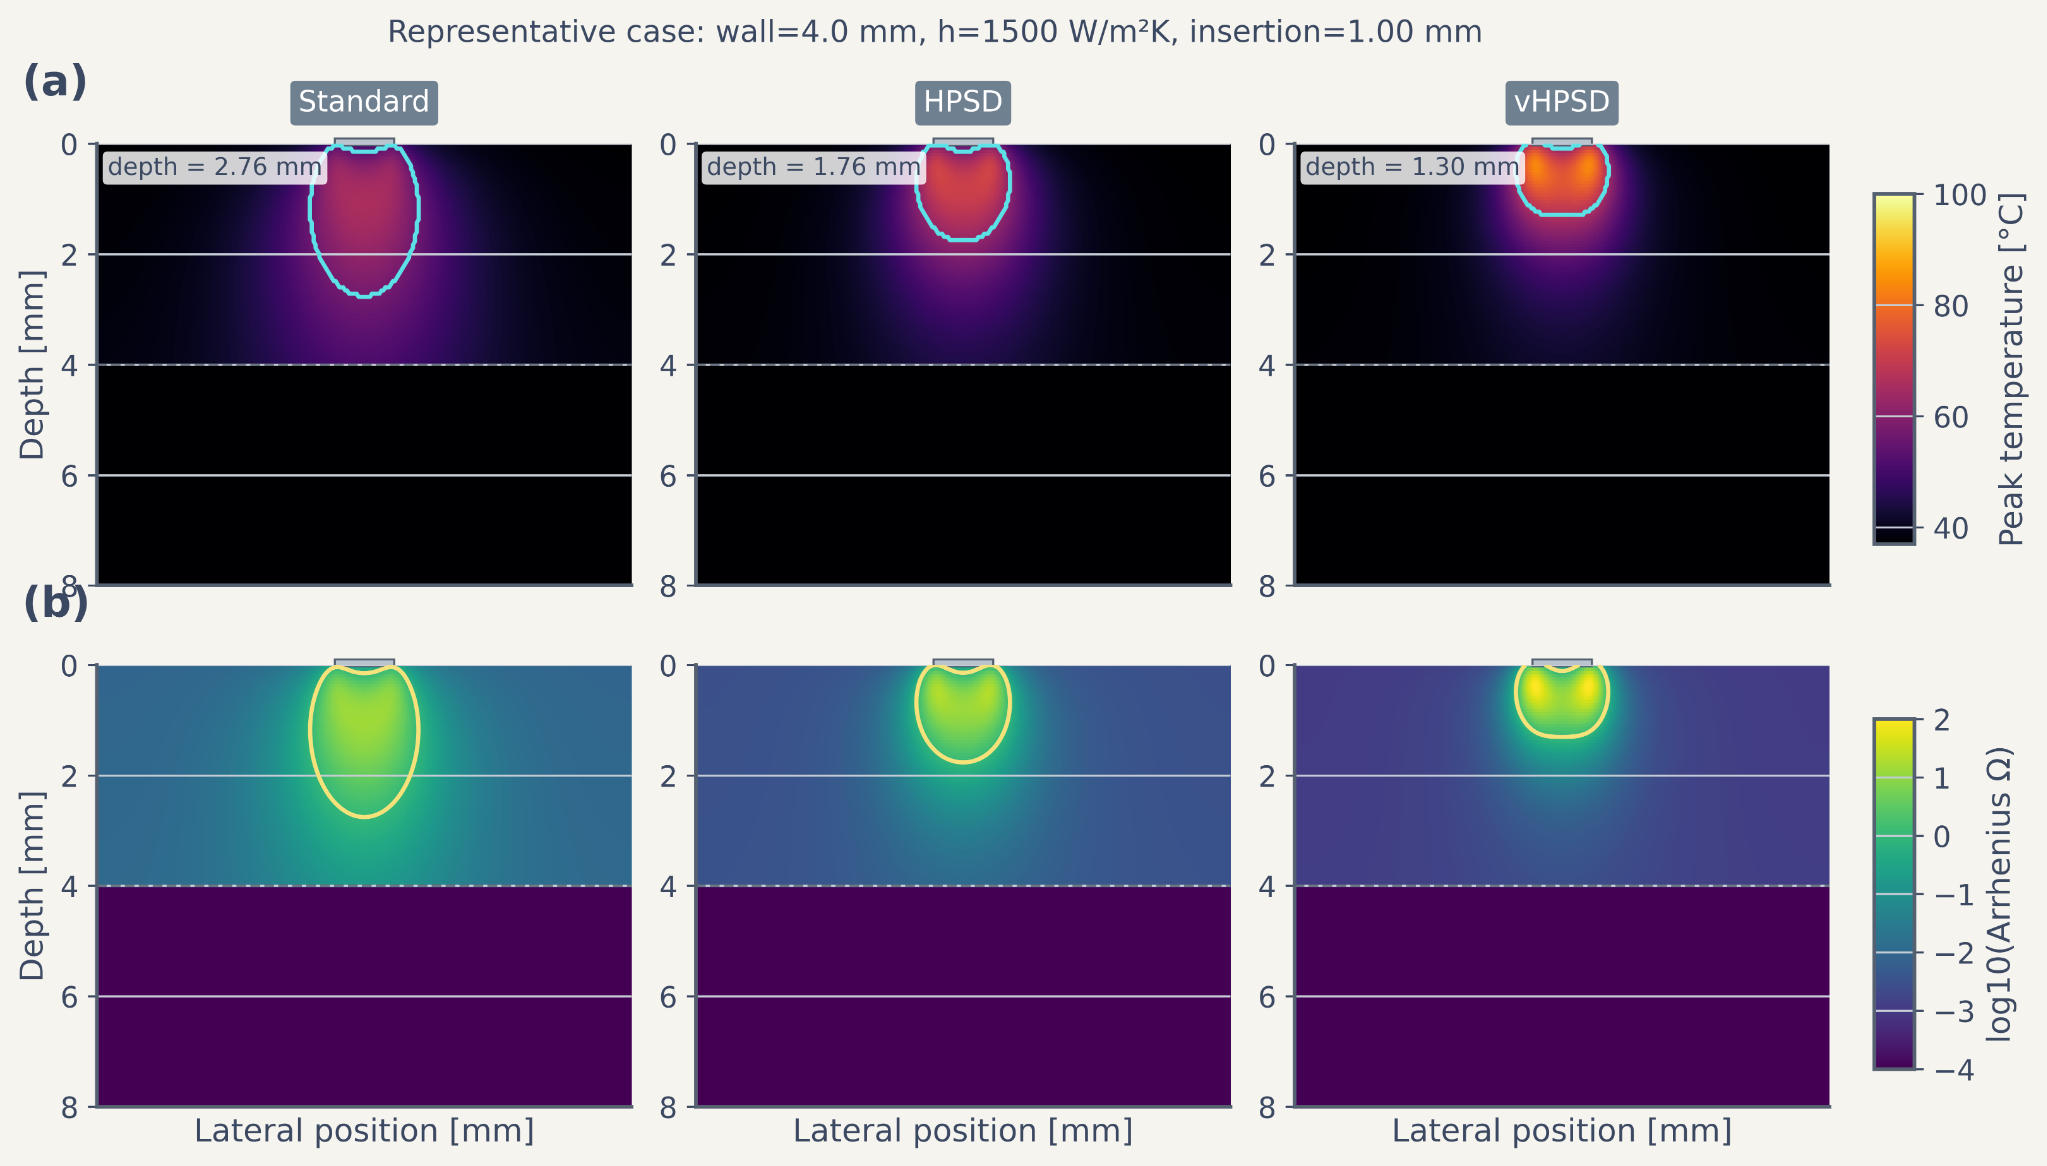 Representative case: wall=4.0 mm, h=1500 W/m²K, insertion=1.00 mm
(a)
Standard
HPSD
vHPSD
depth = 2.76 mm
depth = 1.76 mm
depth = 1.30 mm
0
2
4
6
8
0
2
4
6
8
0
2
4
6
8
Depth [mm]
100
80
60
40
Peak temperature [°C]
(b)
0
2
4
6
8
0
2
4
6
8
0
2
4
6
8
Depth [mm]
Lateral position [mm]
Lateral position [mm]
Lateral position [mm]
2
1
0
−1
−2
−3
−4
log10(Arrhenius Ω)